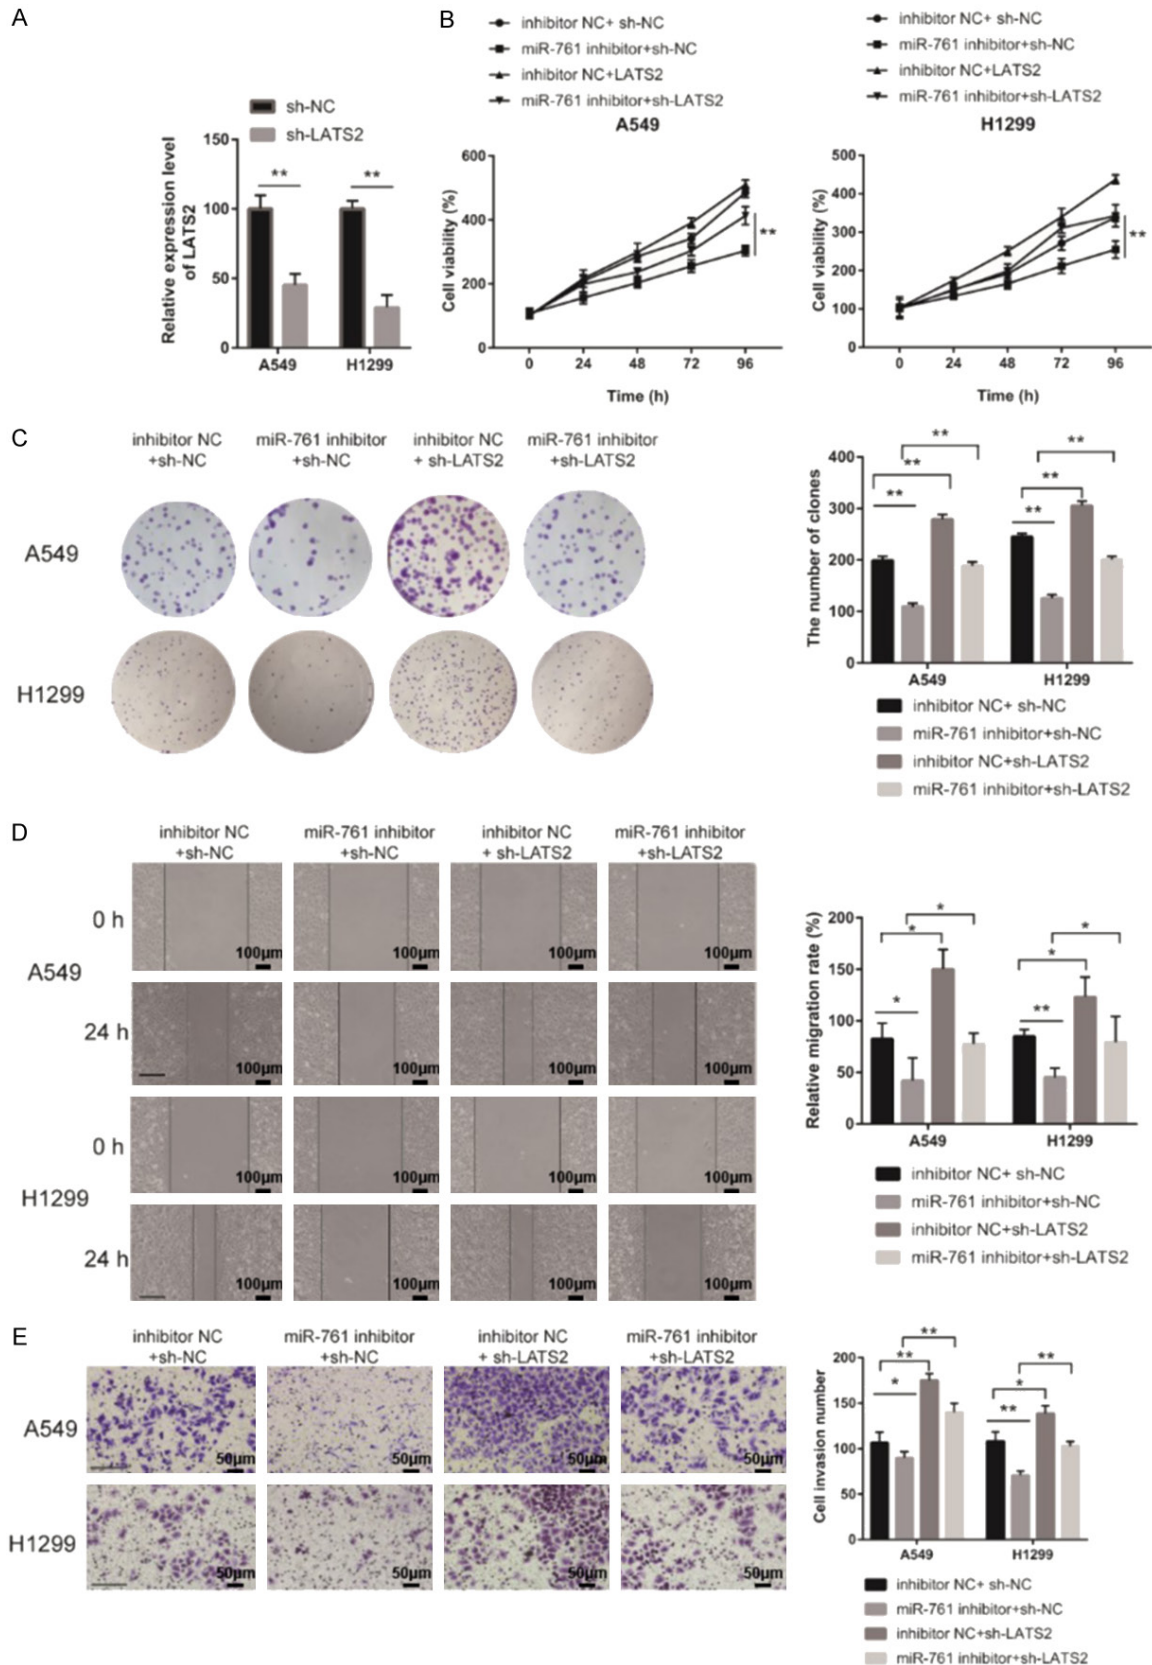 A
sh-NC
sh-LATS2
Relative expression level
of LATS2
150
100
50
0
**
**
A549
H1299
B
inhibitor NC+ sh-NC
miR-761 inhibitor+sh-NC
inhibitor NC+LATS2
miR-761 inhibitor+sh-LATS2
A549
Cell viability (%)
600
400
200
0
**
0 24 48 72 96
Time (h)
inhibitor NC+ sh-NC
miR-761 inhibitor+sh-NC
inhibitor NC+LATS2
miR-761 inhibitor+sh-LATS2
H1299
Cell viability (%)
500
400
300
200
100
0
**
0 24 48 72 96
Time (h)
C
inhibitor NC
+sh-NC
miR-761 inhibitor
+sh-NC
inhibitor NC
+ sh-LATS2
miR-761 inhibitor
+sh-LATS2
A549
H1299
The number of clones
400
300
200
100
0
**
**
**
**
**
**
A549
H1299
inhibitor NC+ sh-NC
miR-761 inhibitor+sh-NC
inhibitor NC+sh-LATS2
miR-761 inhibitor+sh-LATS2
D
inhibitor NC
+sh-NC
miR-761 inhibitor
+sh-NC
inhibitor NC
+ sh-LATS2
miR-761 inhibitor
+sh-LATS2
A549
0 h
100µm
100µm
100µm
100µm
24 h
100µm
100µm
100µm
100µm
H1299
0 h
100µm
100µm
100µm
100µm
24 h
100µm
100µm
100µm
100µm
Relative migration rate (%)
200
150
100
50
0
*
*
*
*
*
**
A549
H1299
inhibitor NC+ sh-NC
miR-761 inhibitor+sh-NC
inhibitor NC+sh-LATS2
miR-761 inhibitor+sh-LATS2
E
inhibitor NC
+sh-NC
miR-761 inhibitor
+sh-NC
inhibitor NC
+ sh-LATS2
miR-761 inhibitor
+sh-LATS2
A549
50µm
50µm
50µm
50µm
H1299
50µm
50µm
50µm
50µm
Cell invasion number
200
150
100
50
0
**
**
*
**
*
**
A549
H1299
inhibitor NC+ sh-NC
miR-761 inhibitor+sh-NC
inhibitor NC+sh-LATS2
miR-761 inhibitor+sh-LATS2